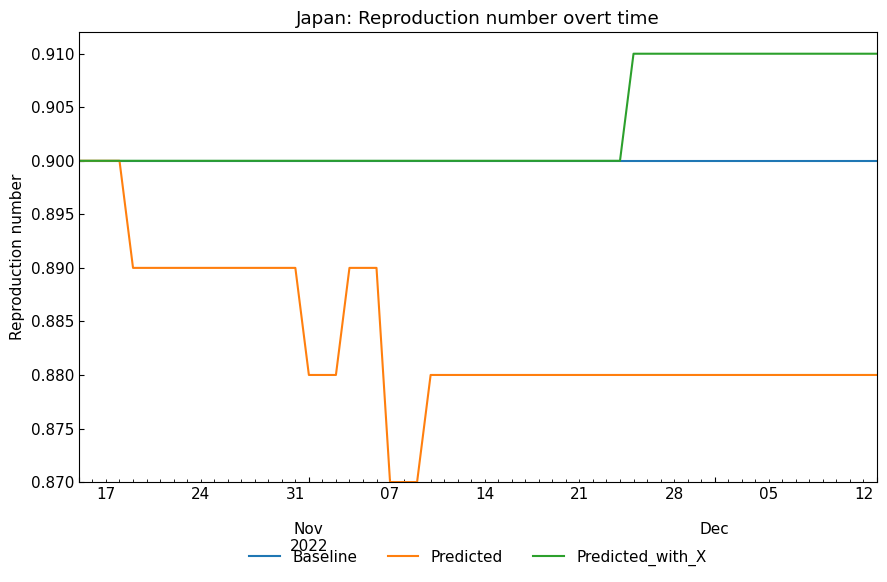 Japan: Reproduction number overt time
Reproduction number
0.910
0.905
0.900
0.895
0.890
0.885
0.880
0.875
0.870
17 24 31 07 14 21 28 05 12
Nov Dec
2022
Baseline Predicted Predicted_with_X